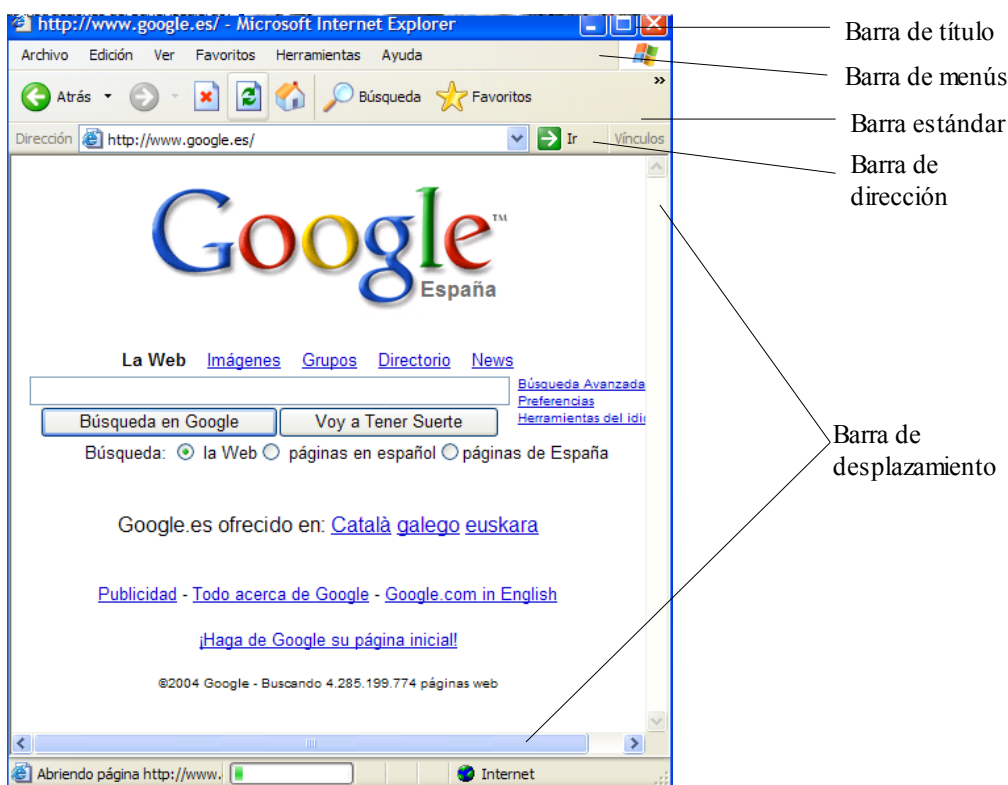 http://www.google.es/ - Microsoft Internet Explorer
Barra de título
Archivo Edición Ver Favoritos Herramientas Ayuda
Barra de menús
Atrás Búsqueda Favoritos »
Barra estándar
Dirección http://www.google.es/ Ir Vínculos
Barra de
dirección
Google™
España
La Web Imágenes Grupos Directorio News
Búsqueda Avanzada
Preferencias
Herramientas del
Búsqueda en Google Voy a Tener Suerte
Búsqueda: la Web páginas en español páginas de España
Barra de
desplazamiento
Google.es ofrecido en: Català galego euskara
Publicidad - Todo acerca de Google - Google.com in English
¡Haga de Google su página inicial!
©2004 Google - Buscando 4.285.199.774 páginas web
Abriendo página http://www. Internet